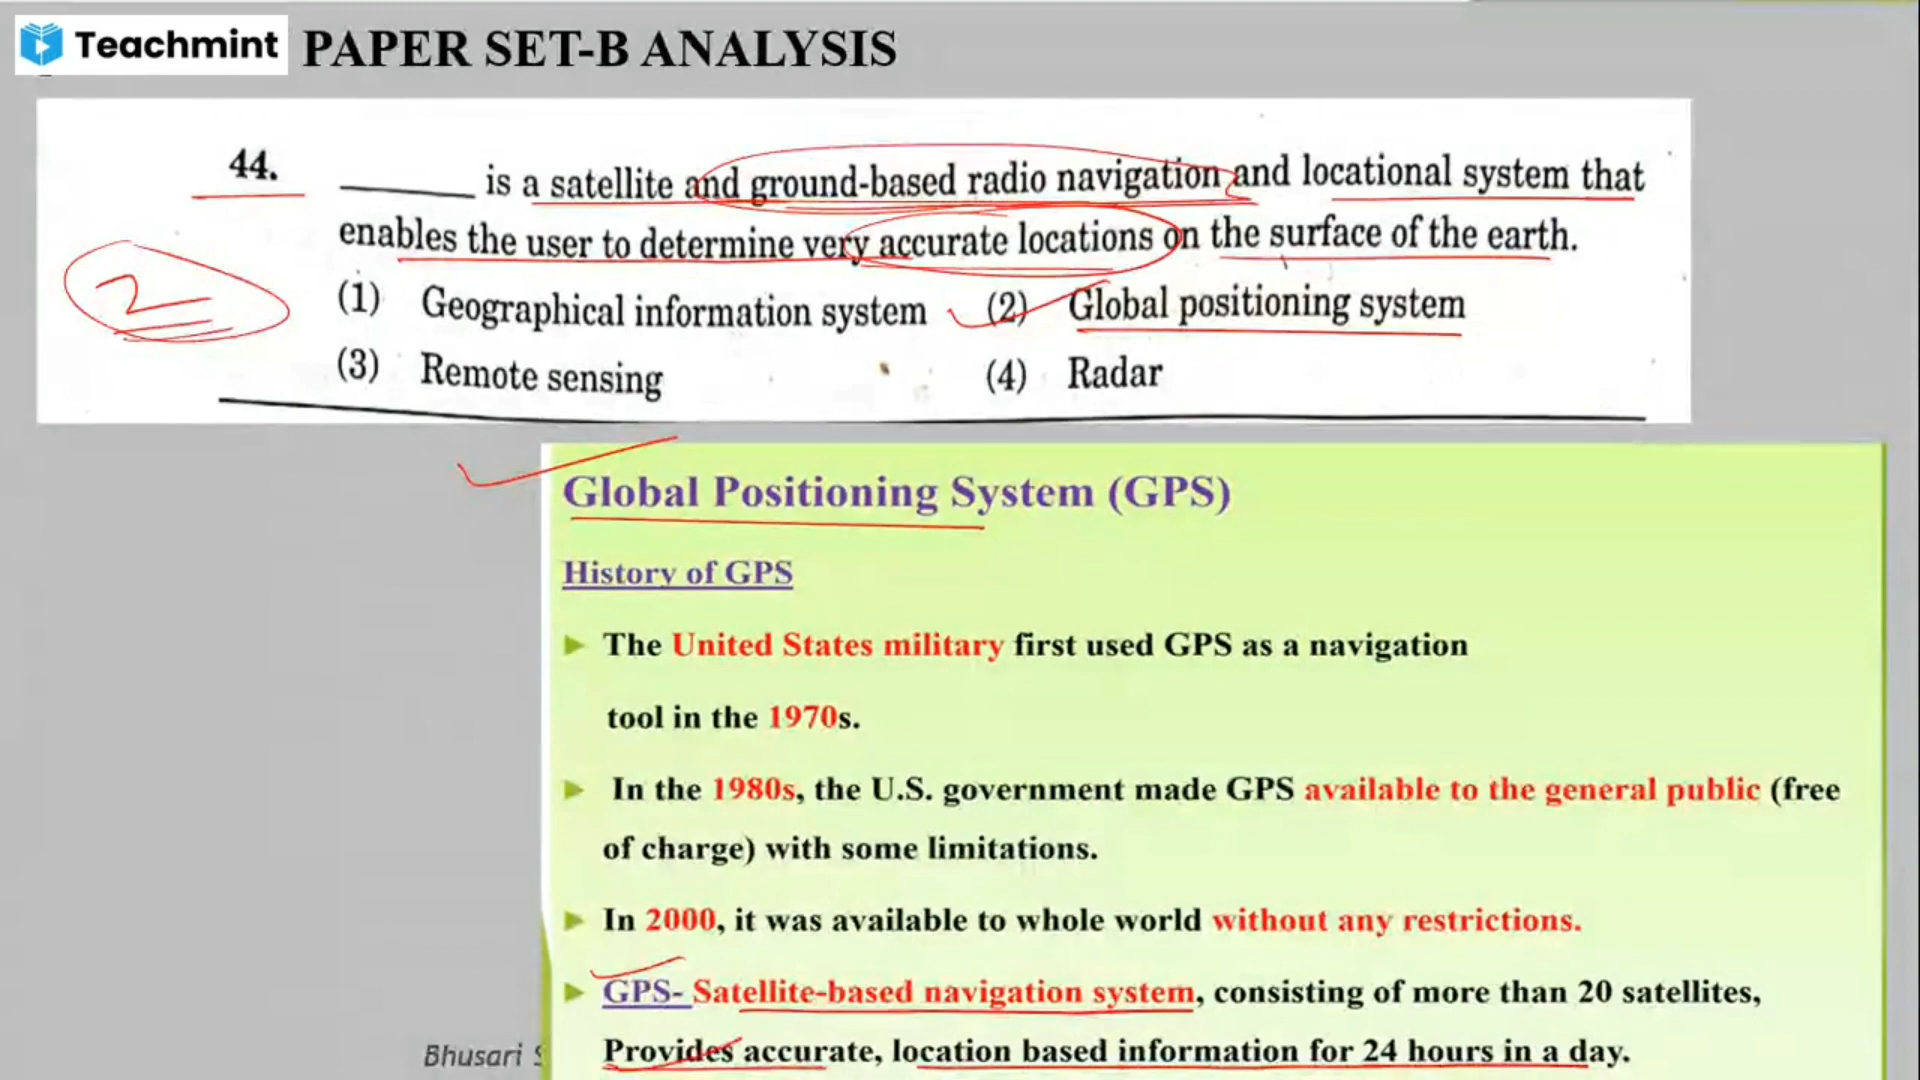 Teachmint PAPER SET-B ANALYSIS
44. ______ is a satellite and ground-based radio navigation and locational system that
enables the user to determine very accurate locations on the surface of the earth.
(1) Geographical information system (2) Global positioning system
(3) Remote sensing (4) Radar
2
Global Positioning System (GPS)
History of GPS
The United States military first used GPS as a navigation
tool in the 1970s.
In the 1980s, the U.S. government made GPS available to the general public (free
of charge) with some limitations.
In 2000, it was available to whole world without any restrictions.
GPS- Satellite-based navigation system, consisting of more than 20 satellites,
Provides accurate, location based information for 24 hours in a day.
Bhusari S